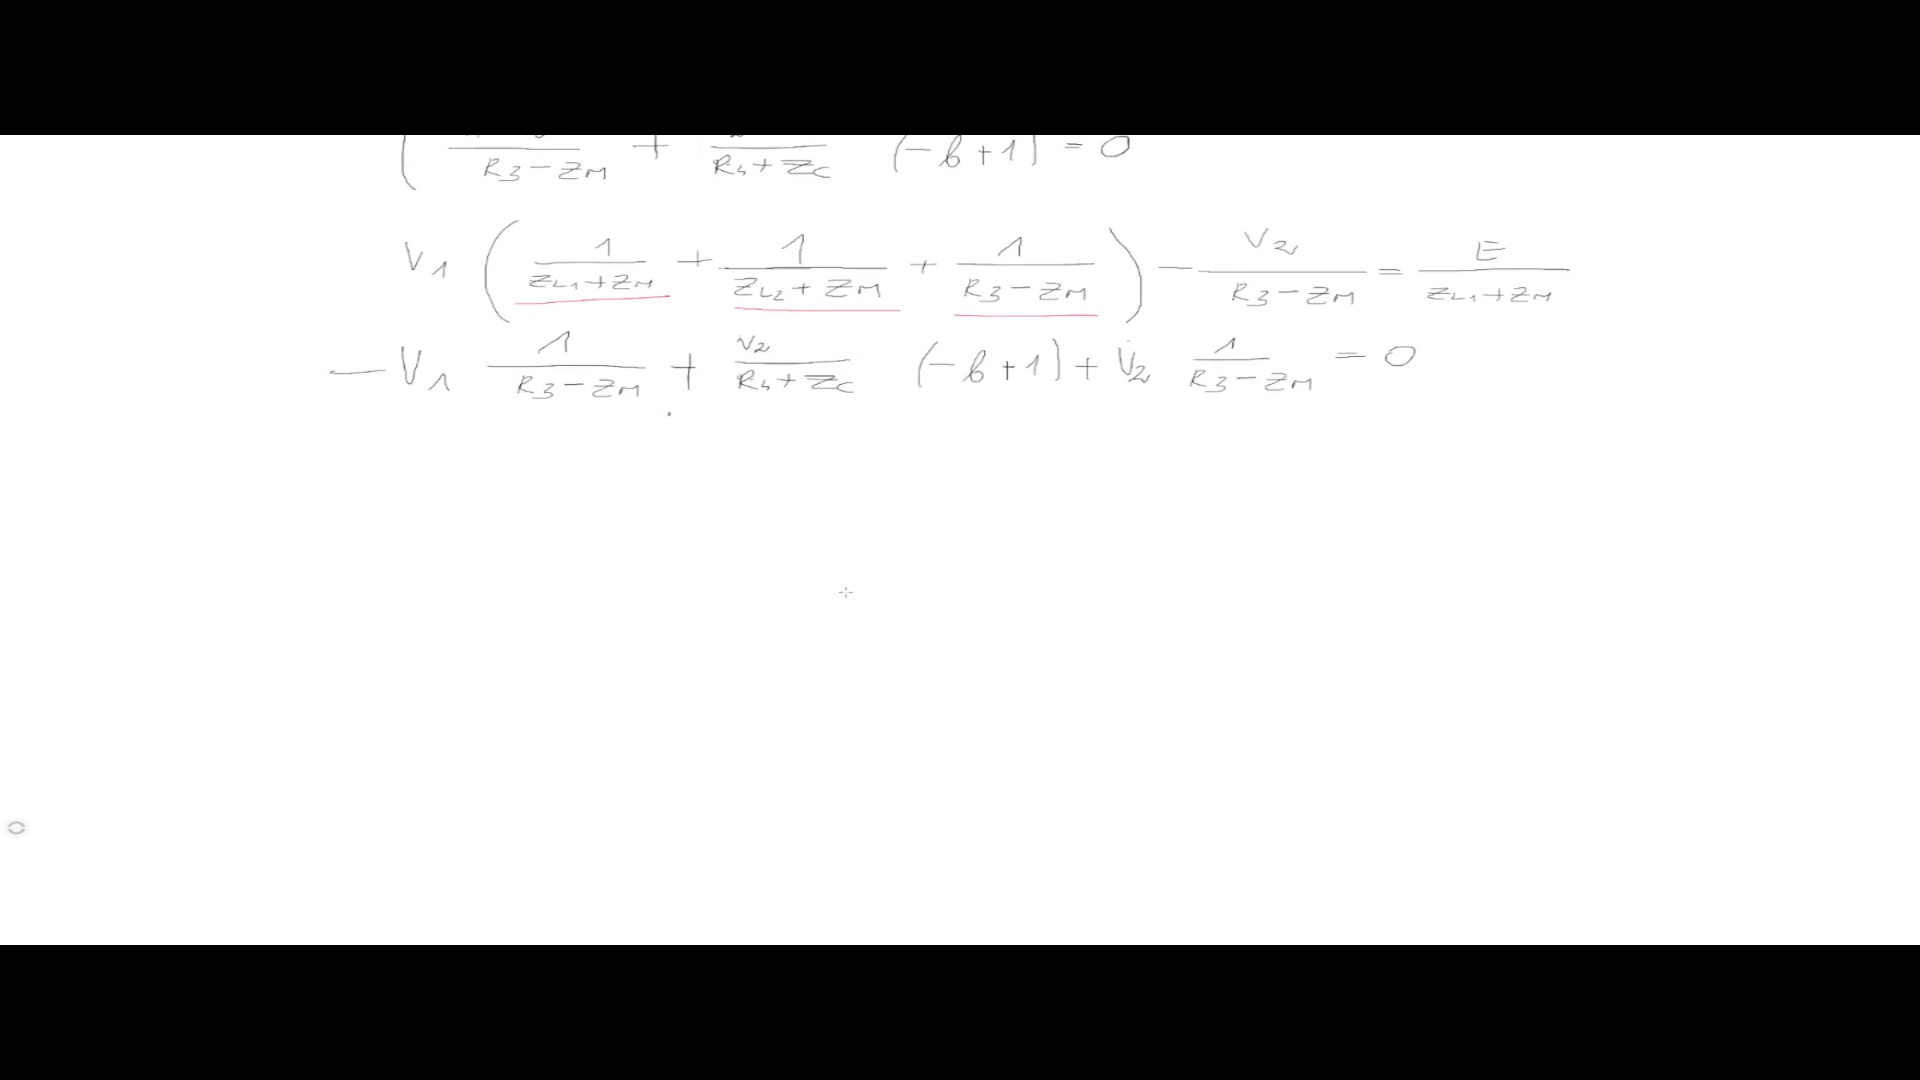 ( / R3-ZM + / R4+ZC (-b+1) = 0
V1 ( 1/(ZL1+ZM) + 1/(ZL2+ZM) + 1/(R3-ZM) ) - V2/(R3-ZM) = E/(ZL1+ZM)
- V1 1/(R3-ZM) + V2/(R4+ZC) (-b+1) + V2 1/(R3-ZM) = 0